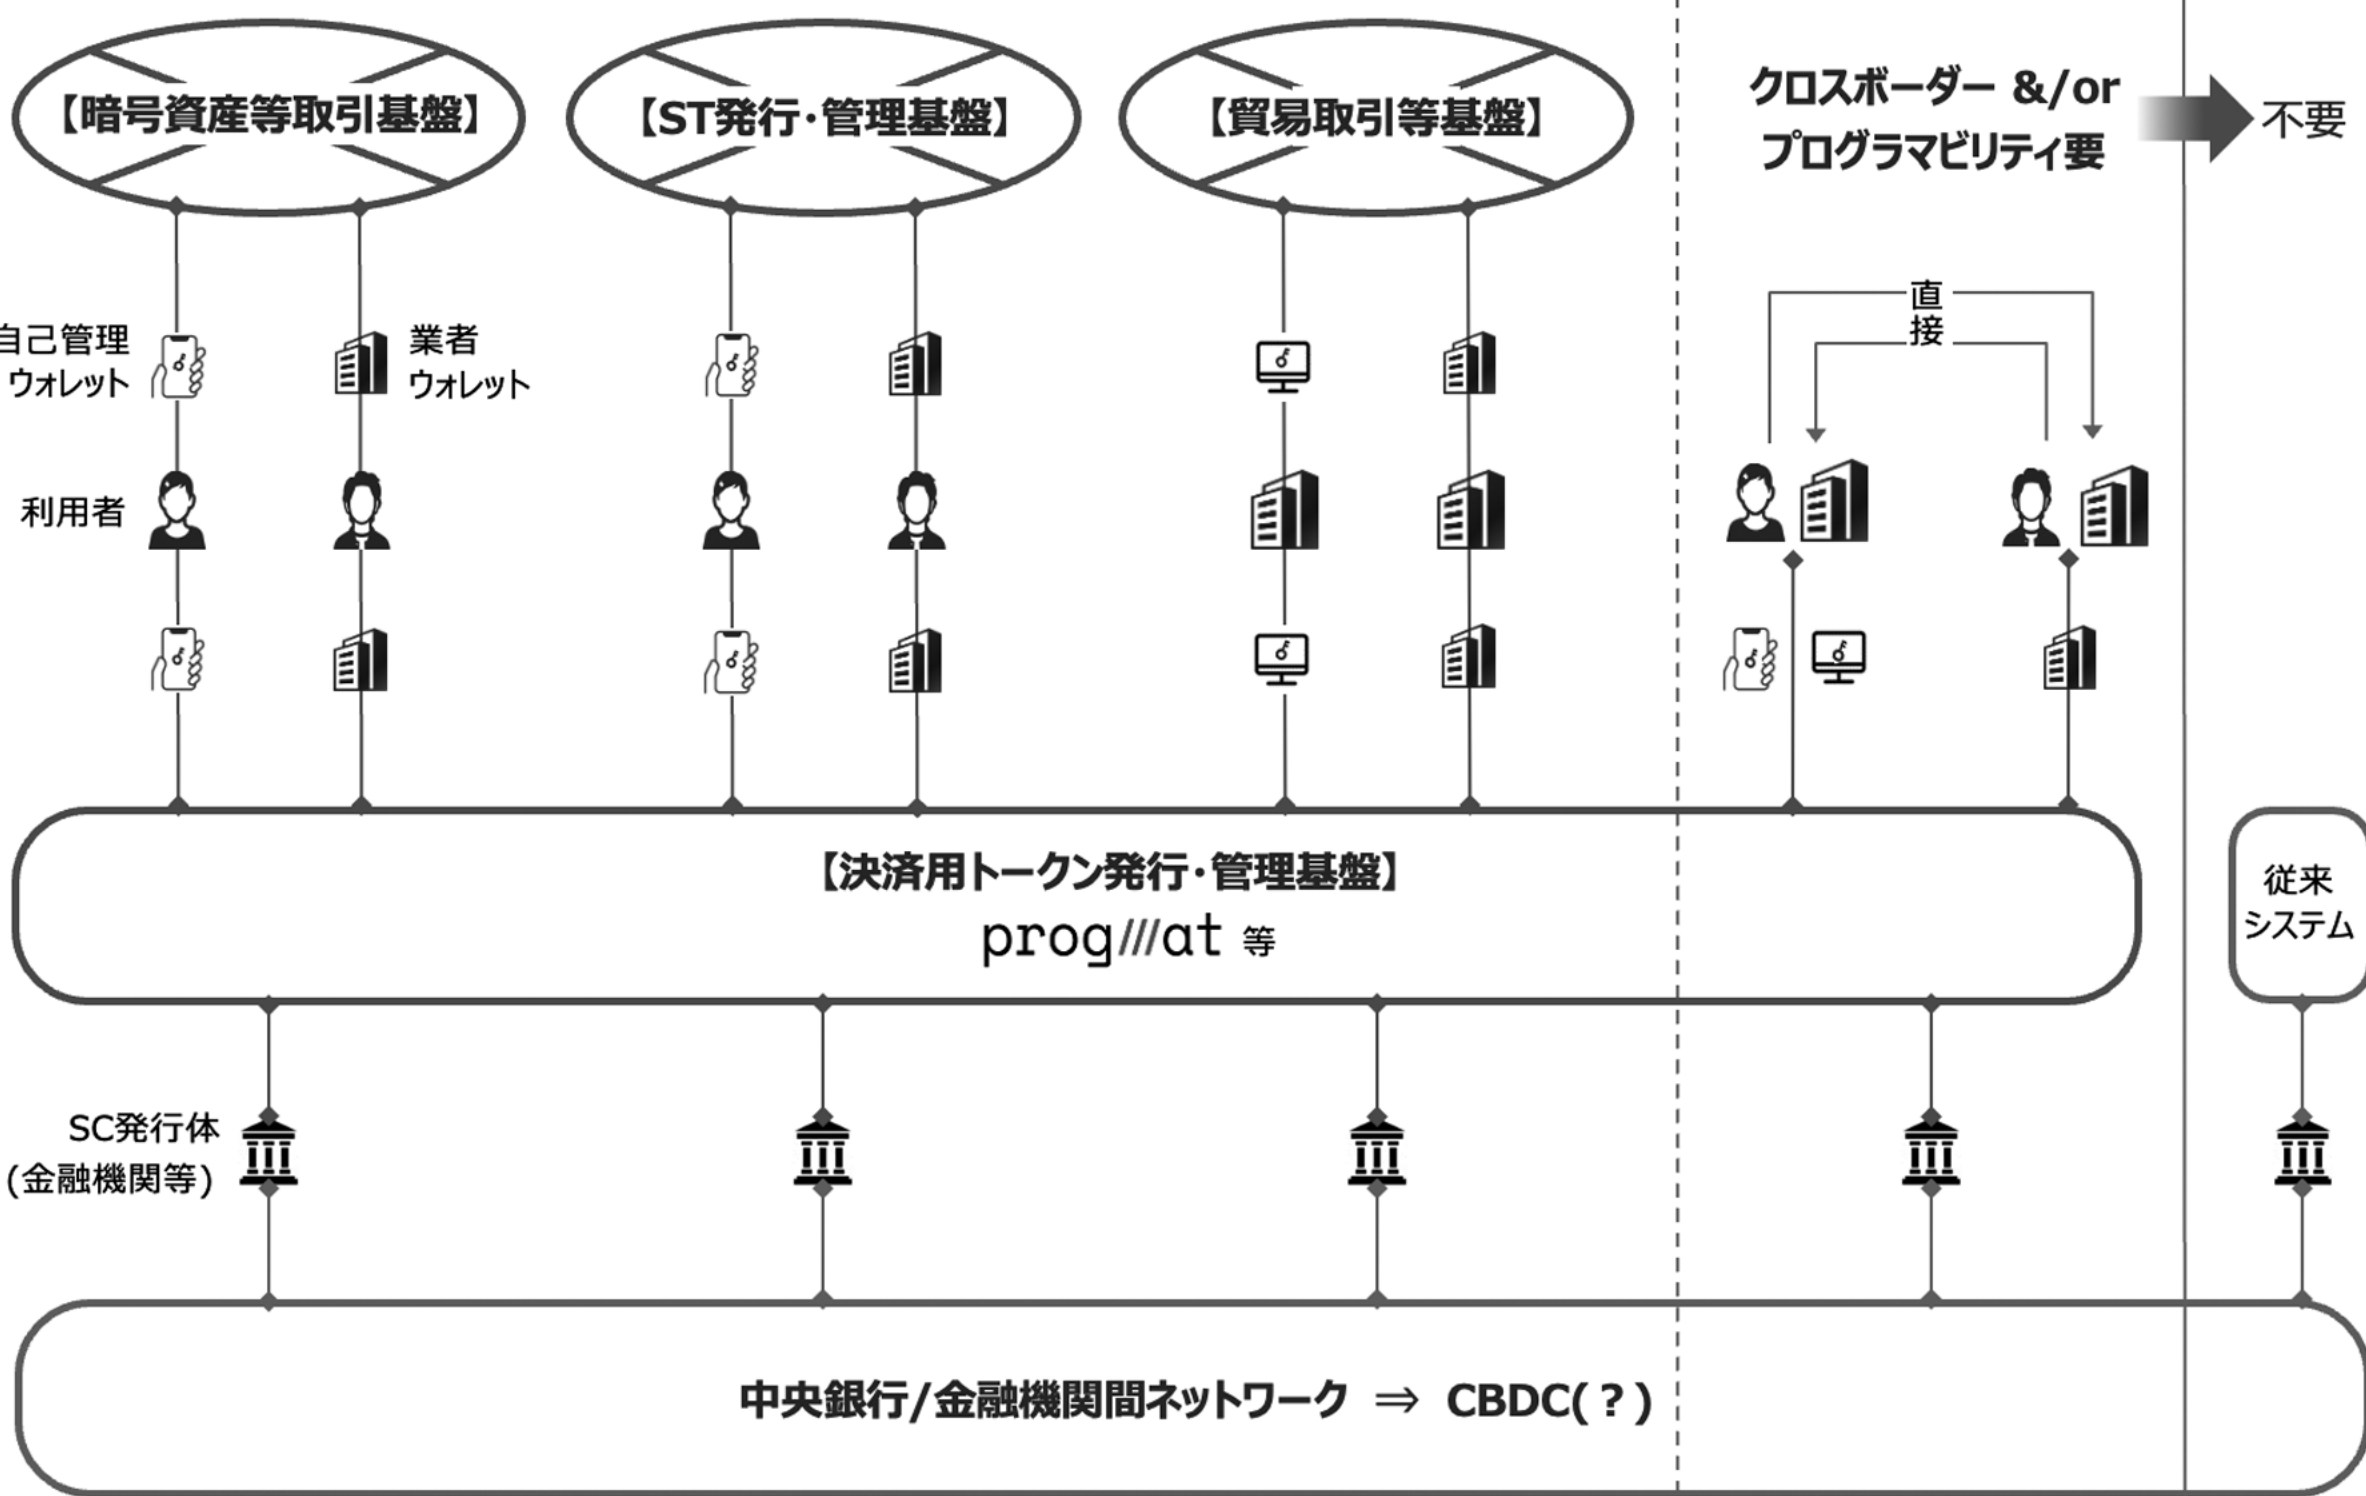 【暗号資産等取引基盤】
【ST発行・管理基盤】
【貿易取引等基盤】
クロスボーダー &/or
プログラマビリティ要
不要
直
接
自己管理
ウォレット
業者
ウォレット
利用者
【決済用トークン発行・管理基盤】
prog///at 等
従来
システム
SC発行体
(金融機関等)
中央銀行/金融機関間ネットワーク ⇒ CBDC(？)